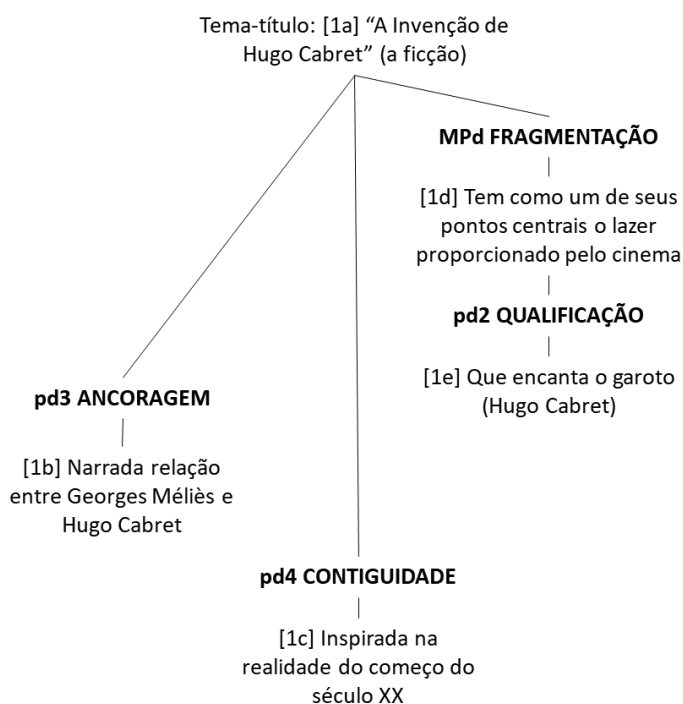 Tema-título: [1a] “A Invenção de
Hugo Cabret” (a ficção)
MPd FRAGMENTAÇÃO
[1d] Tem como um de seus
pontos centrais o lazer
proporcionado pelo cinema
pd2 QUALIFICAÇÃO
[1e] Que encanta o garoto
(Hugo Cabret)
pd3 ANCORAGEM
[1b] Narrada relação
entre Georges Méliès e
Hugo Cabret
pd4 CONTIGUIDADE
[1c] Inspirada na
realidade do começo do
século XX